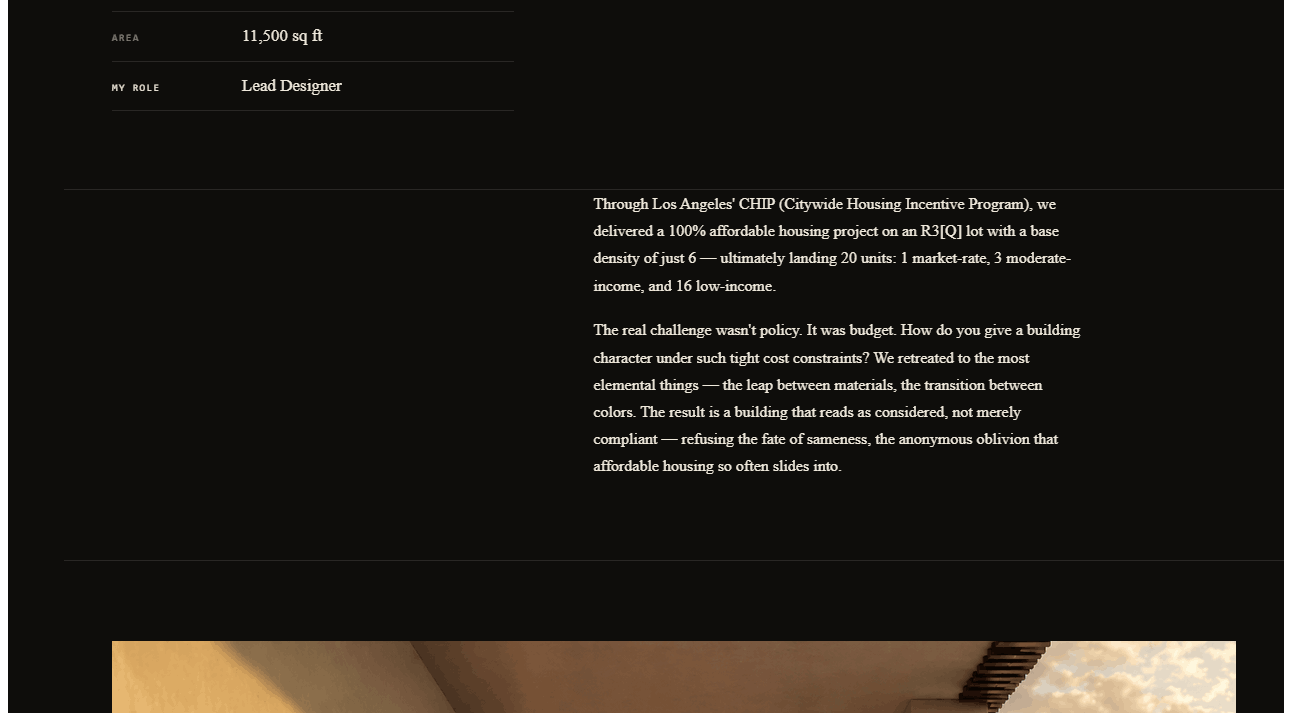 AREA 11,500 sq ft
MY ROLE Lead Designer
Through Los Angeles' CHIP (Citywide Housing Incentive Program), we
delivered a 100% affordable housing project on an R3[Q] lot with a base
density of just 6 — ultimately landing 20 units: 1 market-rate, 3 moderate-
income, and 16 low-income.
The real challenge wasn't policy. It was budget. How do you give a building
character under such tight cost constraints? We retreated to the most
elemental things — the leap between materials, the transition between
colors. The result is a building that reads as considered, not merely
compliant — refusing the fate of sameness, the anonymous oblivion that
affordable housing so often slides into.